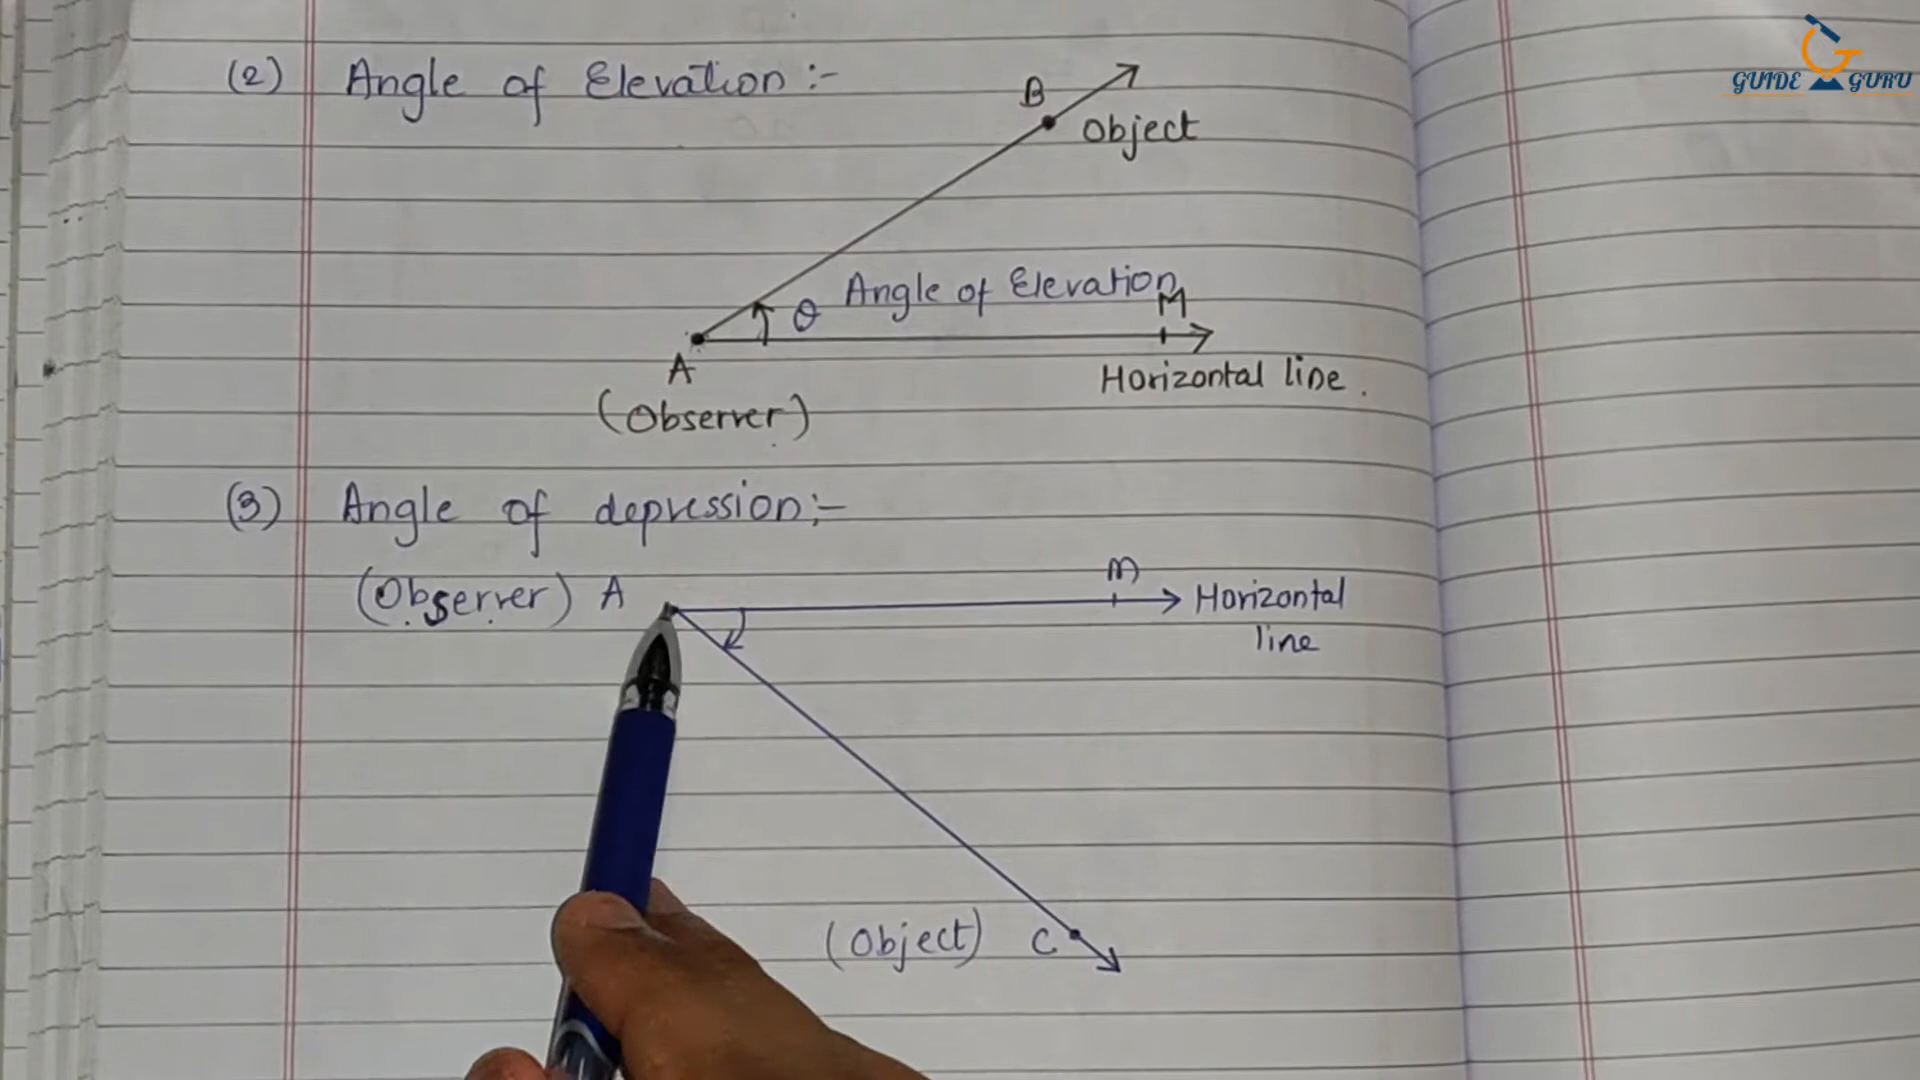 GUIDE GURU
(2) Angle of Elevation :-
B
Object
θ Angle of Elevation
M
A
Horizontal line.
(Observer)
(3) Angle of depression:-
(Observer) A
m
Horizontal
line
(Object) C